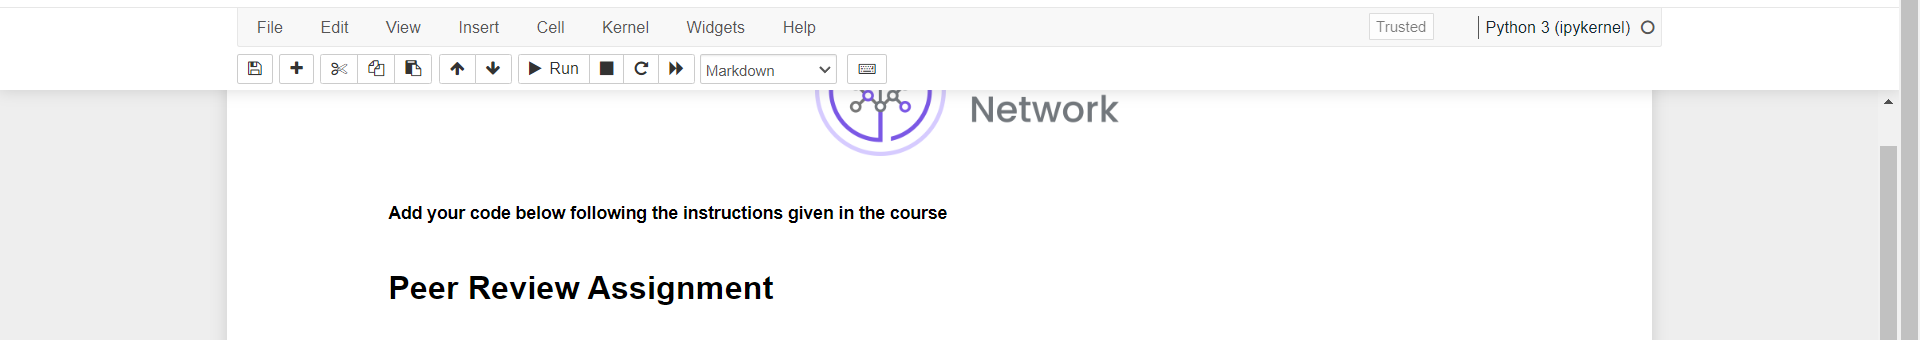 File Edit View Insert Cell Kernel Widgets Help Trusted Python 3 (ipykernel)
Run Markdown
Network
Add your code below following the instructions given in the course
Peer Review Assignment